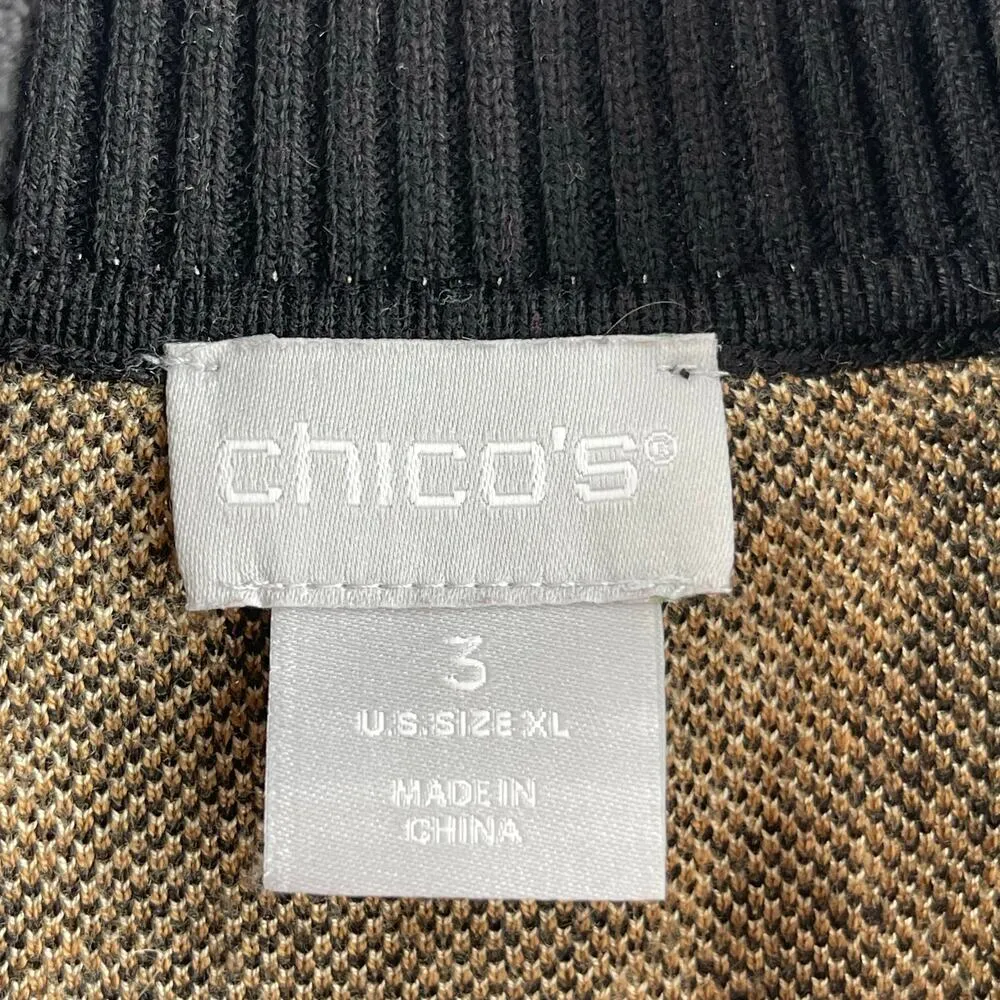 chico's®
3
U.S. SIZE XL
MADE IN
CHINA